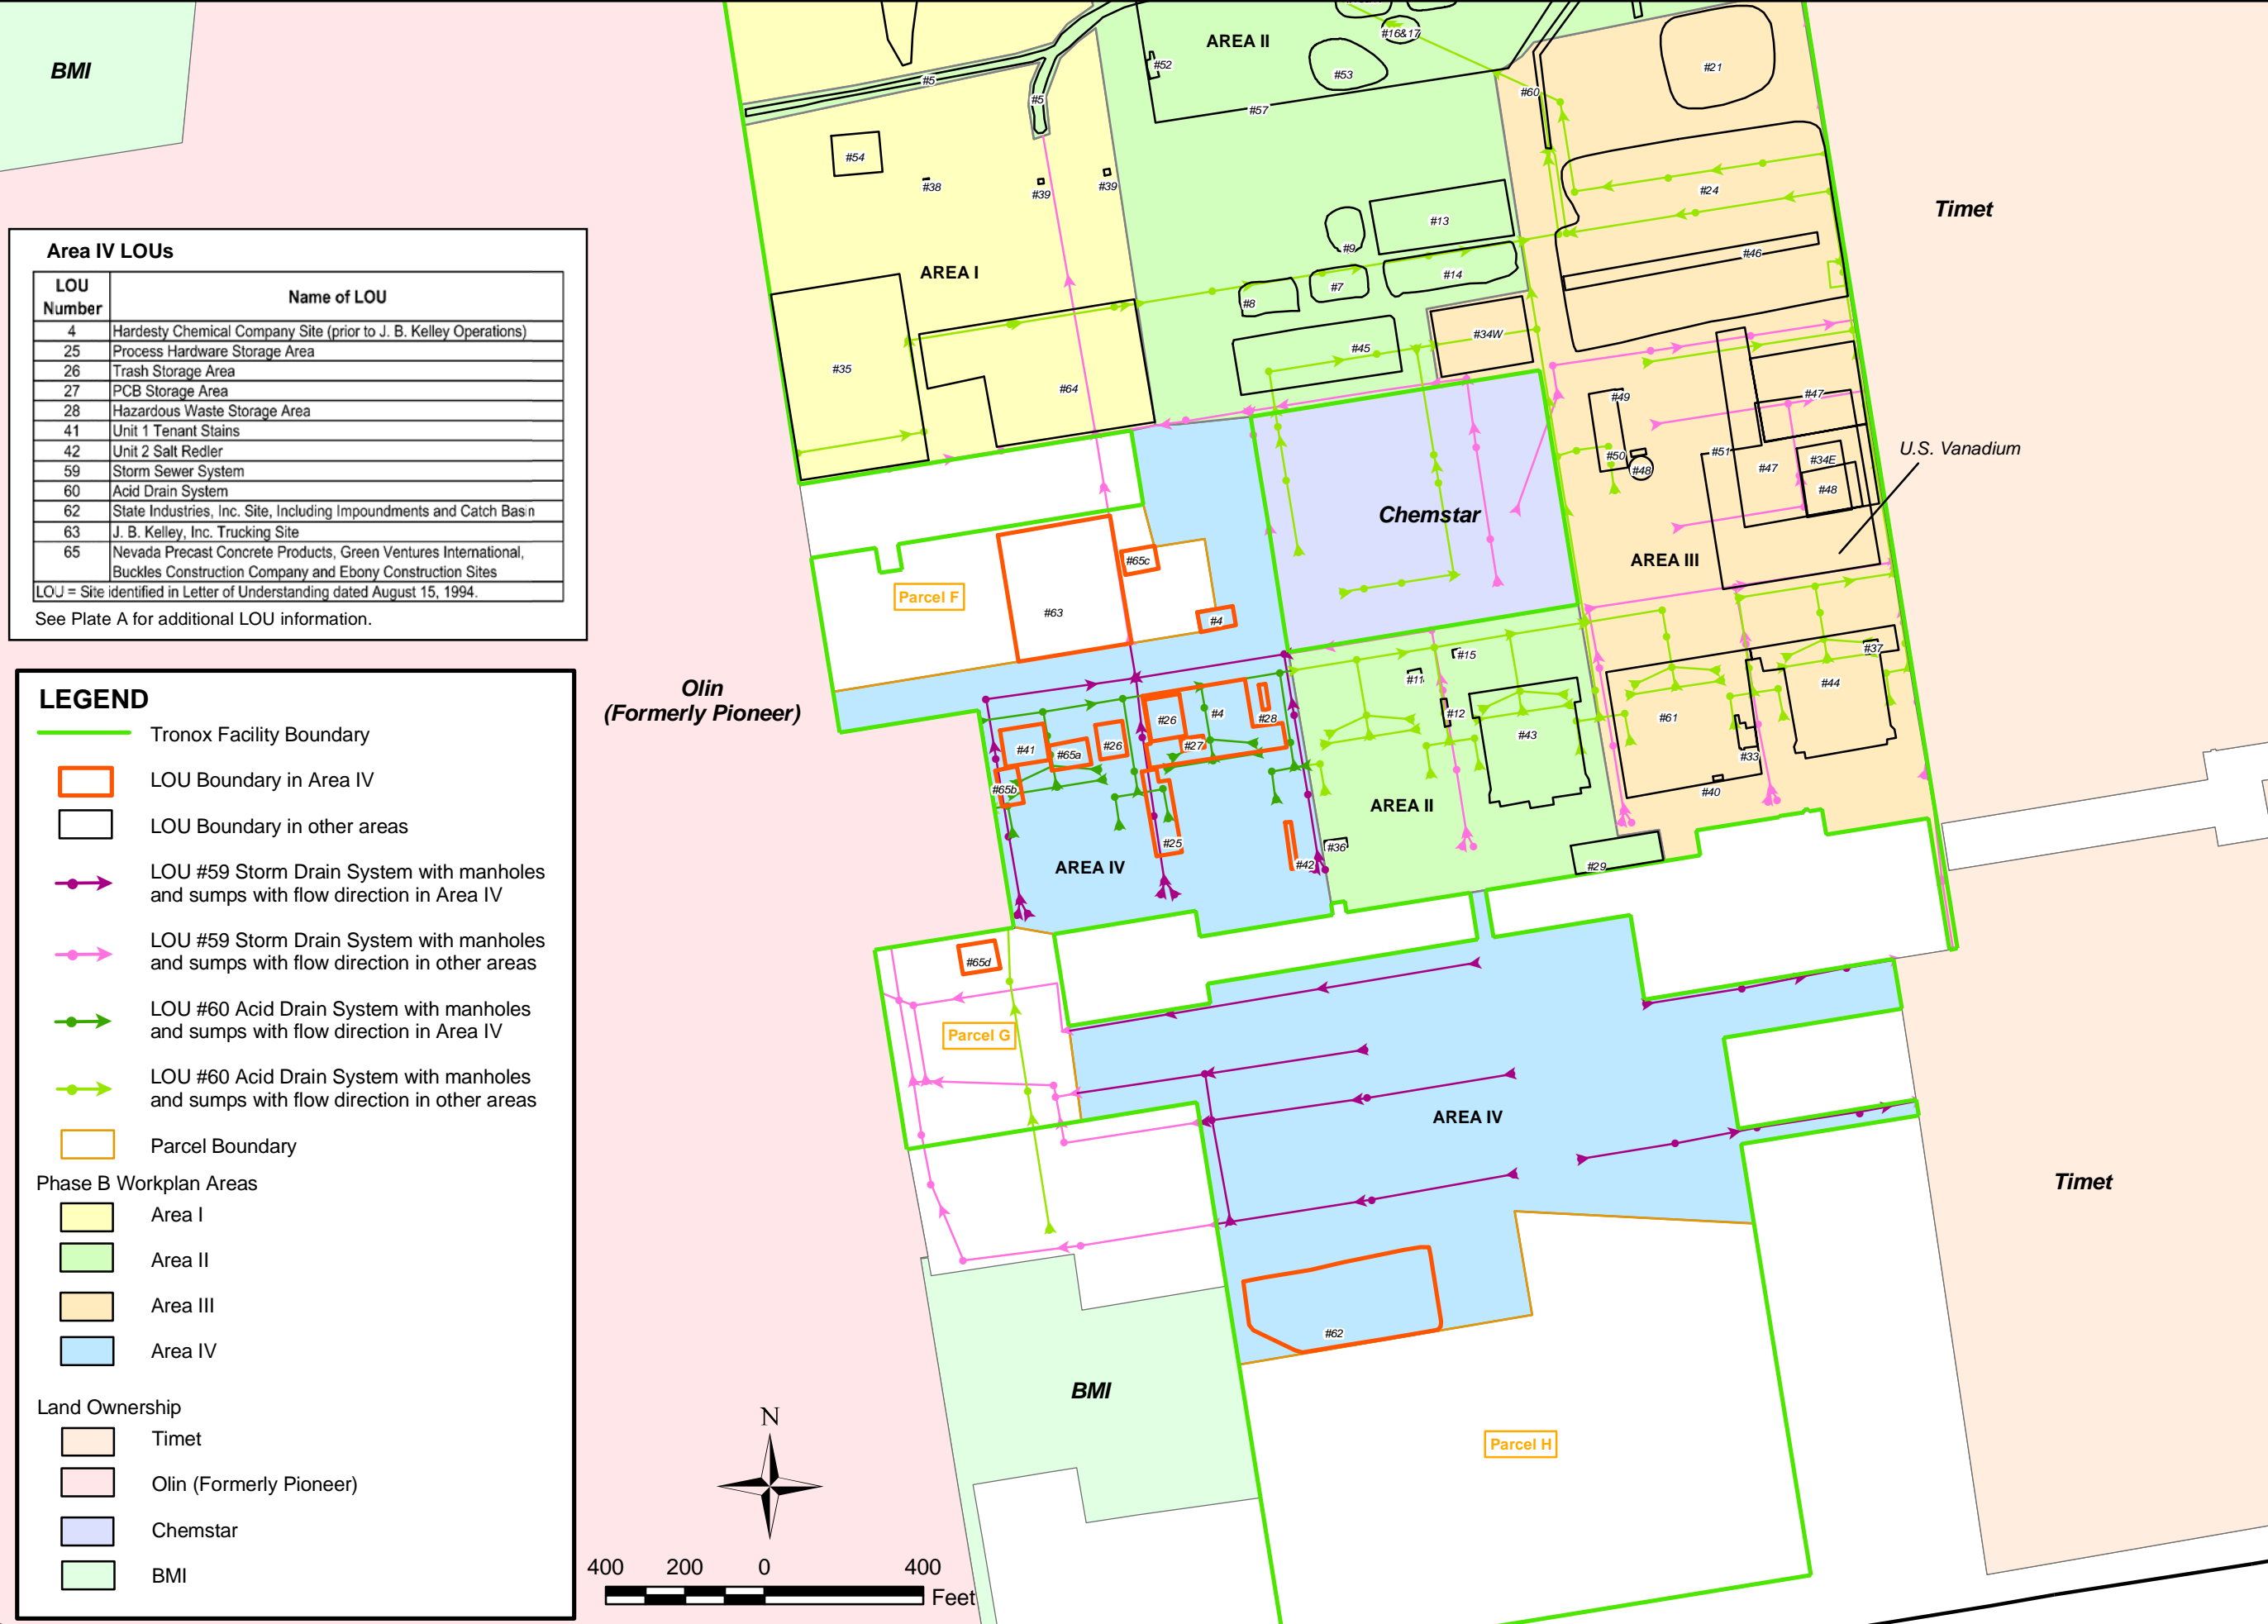 BMI
AREA II
#16&17
#52
#53
#21
#5
#5
#57
#60
#54
#38
#39
#39
#24
Timet
#13
#9
#46
AREA I
#14
#7
#8
#34W
#45
#35
#64
#49
#47
#51
#50
#48
#47
#34E
#48
U.S. Vanadium
Chemstar
AREA III
#65c
Parcel F
#63
#4
Olin
(Formerly Pioneer)
#15
#11
#37
#44
#26
#4
#28
#12
#61
#43
#41
#65a
#26
#27
#33
#65b
#40
AREA II
#25
#42
#36
#29
AREA IV
#65d
Parcel G
AREA IV
Timet
#62
BMI
Parcel H
Area IV LOUs
LOU Number Name of LOU
4 Hardesty Chemical Company Site (prior to J. B. Kelley Operations)
25 Process Hardware Storage Area
26 Trash Storage Area
27 PCB Storage Area
28 Hazardous Waste Storage Area
41 Unit 1 Tenant Stains
42 Unit 2 Salt Redler
59 Storm Sewer System
60 Acid Drain System
62 State Industries, Inc. Site, Including Impoundments and Catch Basin
63 J. B. Kelley, Inc. Trucking Site
65 Nevada Precast Concrete Products, Green Ventures International,
Buckles Construction Company and Ebony Construction Sites
LOU = Site identified in Letter of Understanding dated August 15, 1994.
See Plate A for additional LOU information.
LEGEND
Tronox Facility Boundary
LOU Boundary in Area IV
LOU Boundary in other areas
LOU #59 Storm Drain System with manholes
and sumps with flow direction in Area IV
LOU #59 Storm Drain System with manholes
and sumps with flow direction in other areas
LOU #60 Acid Drain System with manholes
and sumps with flow direction in Area IV
LOU #60 Acid Drain System with manholes
and sumps with flow direction in other areas
Parcel Boundary
Phase B Workplan Areas
Area I
Area II
Area III
Area IV
Land Ownership
Timet
Olin (Formerly Pioneer)
Chemstar
BMI
N
400 200 0 400
Feet